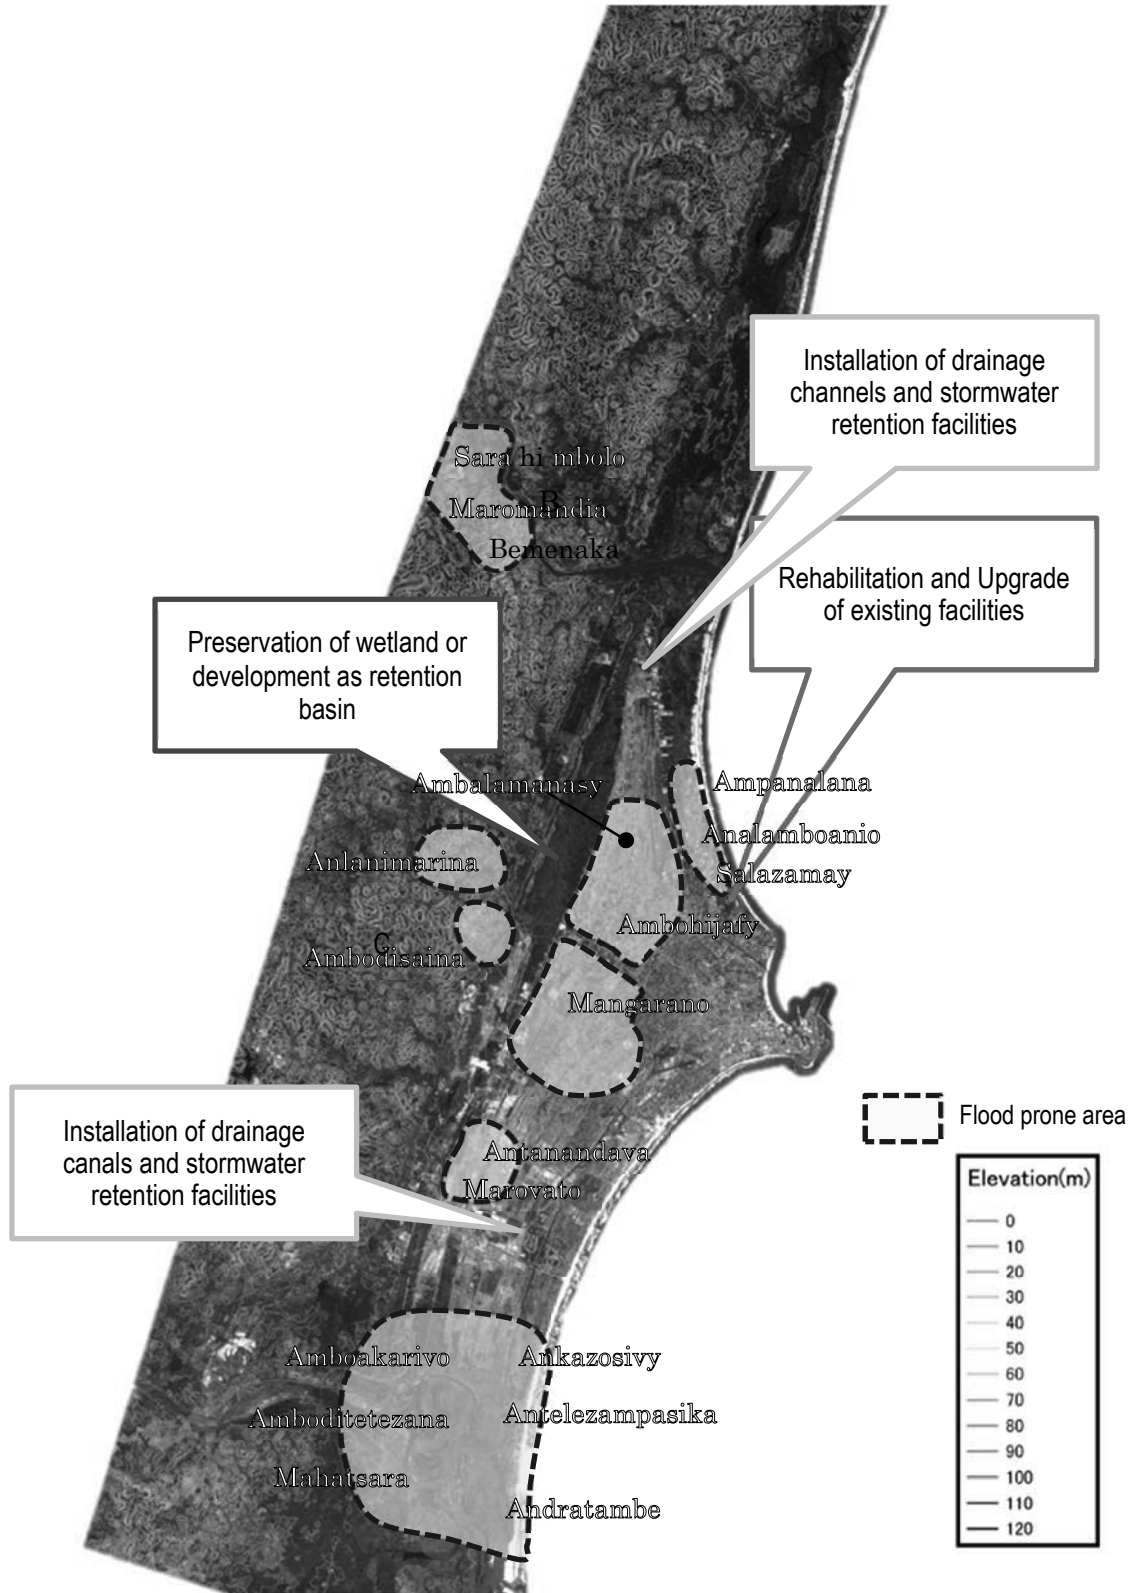 Installation of drainage
channels and stormwater
retention facilities
Sara hi mbolo
B
Maromandia
Bemenaka
Rehabilitation and Upgrade
of existing facilities
Preservation of wetland or
development as retention
basin
Ambalamanasy
Ampanalana
Analamboanio
Salazamay
Anlanimarina
Ambohijafy
C
Ambodisaina
Mangarano
Installation of drainage
canals and stormwater
retention facilities
Antanandava
Marovato
Flood prone area
Elevation(m)
0
10
20
30
40
50
60
70
80
90
100
110
120
Amboakarivo
Ankazosivy
Amboditetezana
Antelezampasika
Mahatsara
Andratambe